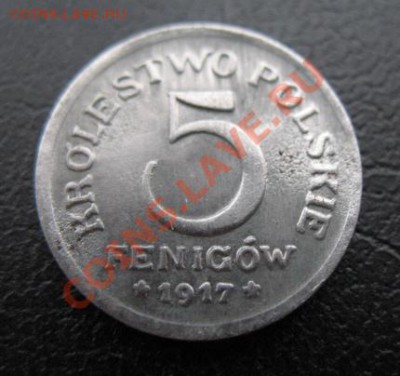 COINS.LAVE.RU
KRÓLESTWO POLSKIE
5
FENIGÓW
* 1917 *
COINS.LAVE.RU